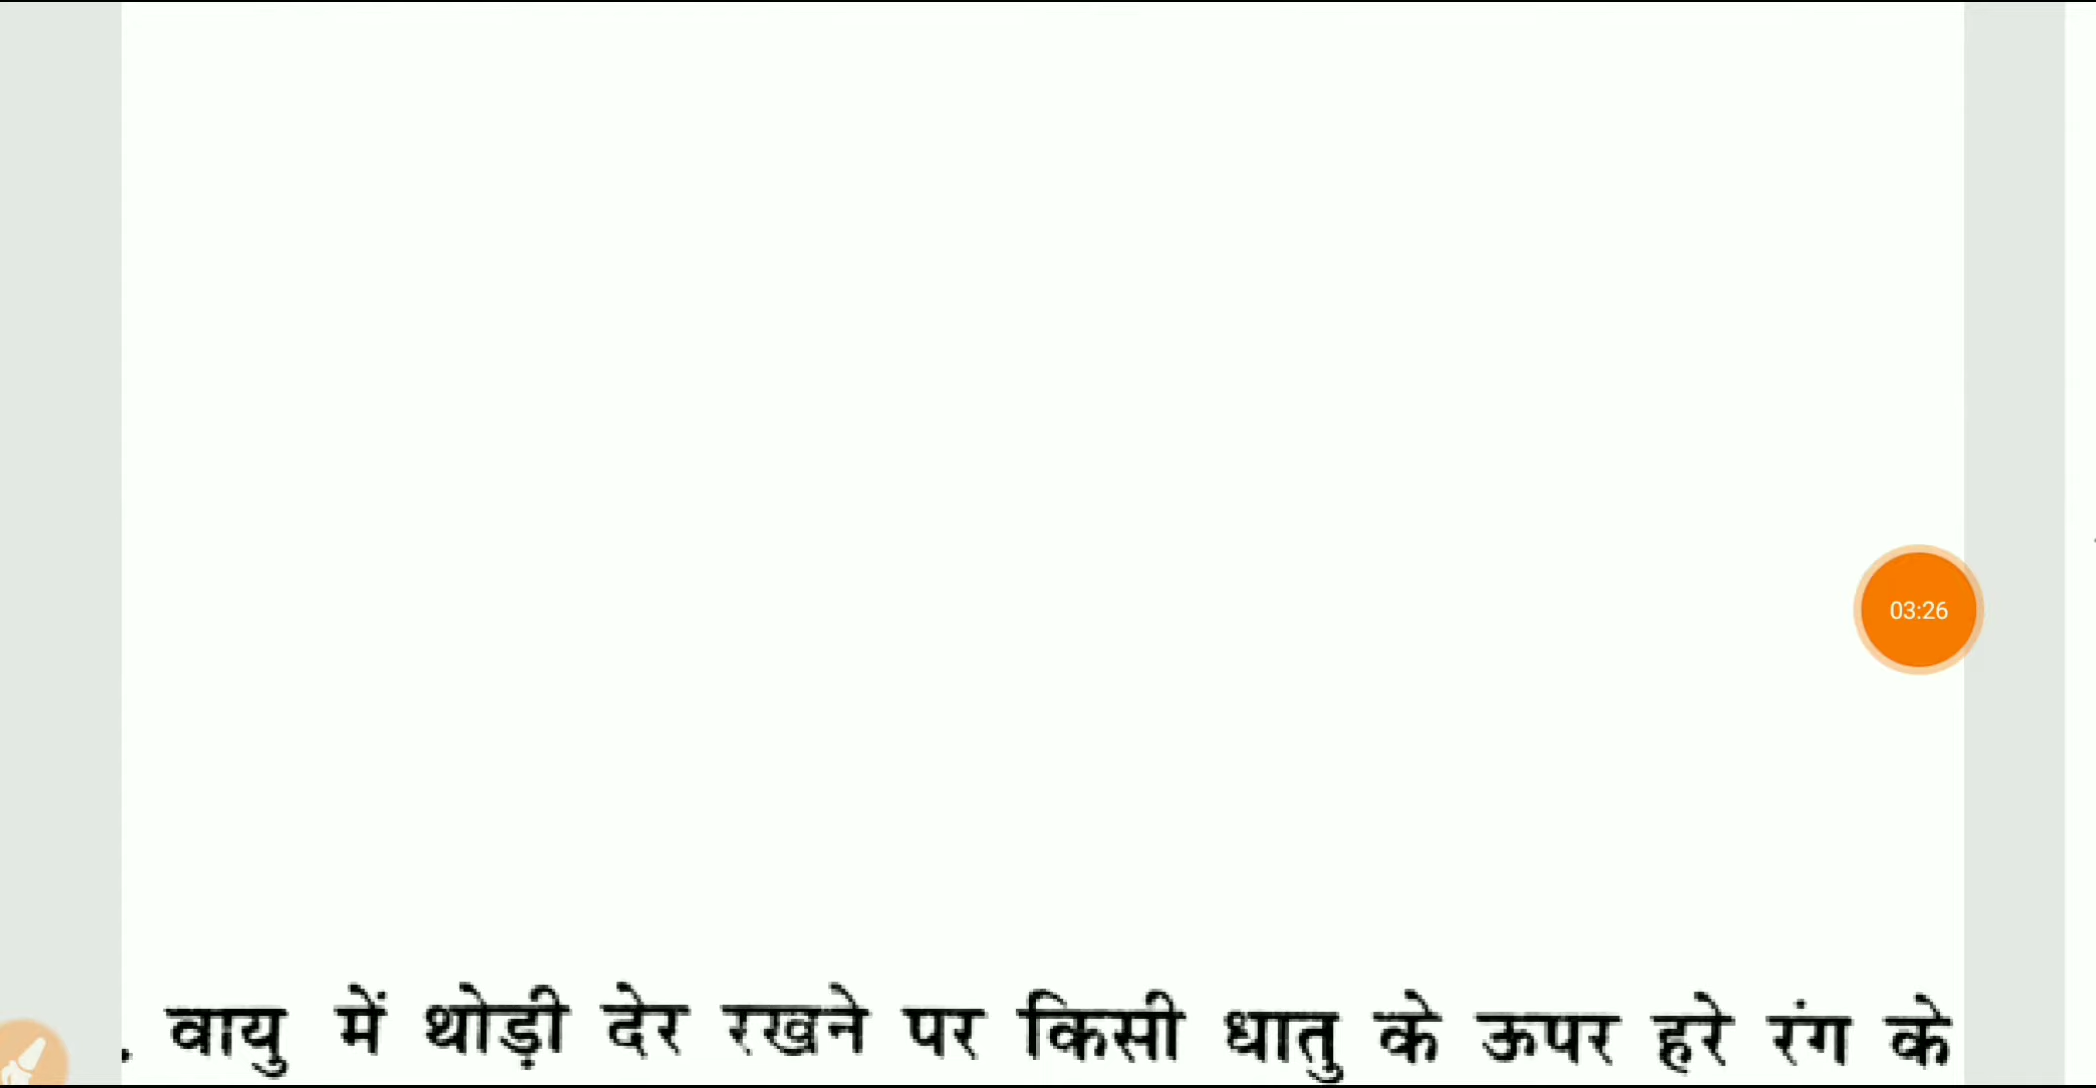 03:26
. वायु में थोड़ी देर रखने पर किसी धातु के ऊपर हरे रंग के